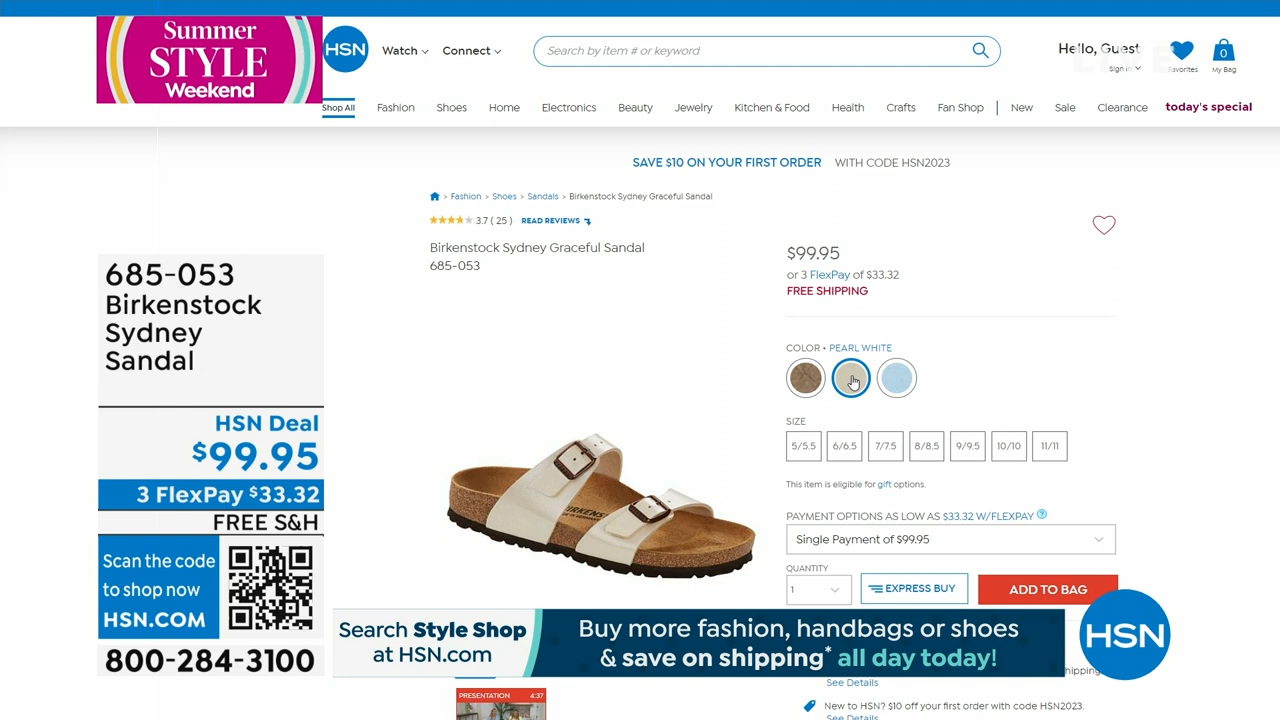 Summer
STYLE
Weekend
HSN
Watch
Connect
Search by item # or keyword
Hello, Guest
Sign in
Favorites
0
My Bag
Shop All
Fashion
Shoes
Home
Electronics
Beauty
Jewelry
Kitchen & Food
Health
Crafts
Fan Shop
New
Sale
Clearance
today's special
SAVE $10 ON YOUR FIRST ORDER WITH CODE HSN2023
> Fashion > Shoes > Sandals > Birkenstock Sydney Graceful Sandal
3.7 ( 25 ) READ REVIEWS
Birkenstock Sydney Graceful Sandal
685-053
$99.95
or 3 FlexPay of $33.32
FREE SHIPPING
COLOR • PEARL WHITE
SIZE
5/5.5 6/6.5 7/7.5 8/8.5 9/9.5 10/10 11/11
This item is eligible for gift options.
PAYMENT OPTIONS AS LOW AS $33.32 W/FLEXPAY ?
Single Payment of $99.95
QUANTITY
1
EXPRESS BUY
ADD TO BAG
685-053
Birkenstock
Sydney
Sandal
HSN Deal
$99.95
3 FlexPay $33.32
FREE S&H
Scan the code
to shop now
HSN.COM
800-284-3100
Search Style Shop
at HSN.com
Buy more fashion, handbags or shoes
& save on shipping* all day today!
HSN
See Details
PRESENTATION 4:37
New to HSN? $10 off your first order with code HSN2023.
See Details